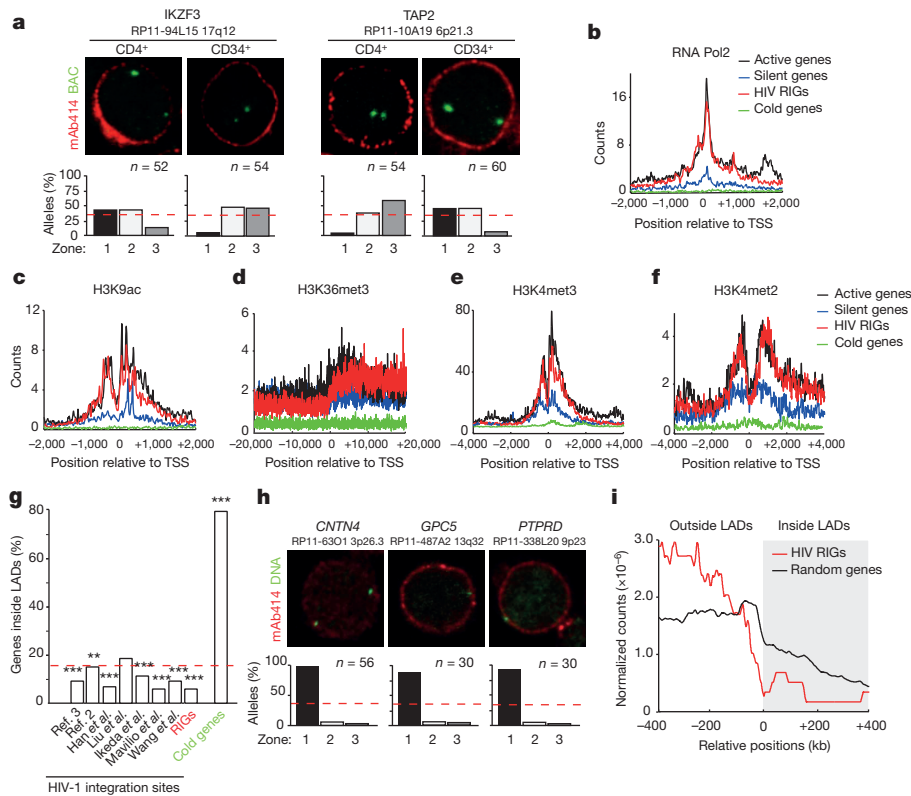 a
IKZF3
RP11-94L15 17q12
CD4+ CD34+
TAP2
RP11-10A19 6p21.3
CD4+ CD34+
mAb414 BAC
n = 52 n = 54 n = 54 n = 60
Alleles (%)
100
75
50
25
0
Zone: 1 2 3 1 2 3 1 2 3 1 2 3
b
RNA Pol2
Active genes
Silent genes
HIV RIGs
Cold genes
Counts
16
8
0
−2,000 −1,000 0 +1,000 +2,000
Position relative to TSS
c
H3K9ac
Counts
12
8
4
0
−2,000 −1,000 0 +1,000 +2,000
Position relative to TSS
d
H3K36met3
6
4
2
0
−20,000 −10,000 0 +10,000 +20,000
Position relative to TSS
e
H3K4met3
80
40
0
−4,000 −2,000 0 +2,000 +4,000
Position relative to TSS
f
H3K4met2
4
2
0
−4,000 −2,000 0 +2,000 +4,000
Position relative to TSS
Active genes
Silent genes
HIV RIGs
Cold genes
g
Genes inside LADs (%)
80
60
40
20
0
*** ** *** *** *** *** *** ***
Ref. 3
Ref. 2
Han et al.
Liu et al.
Ikeda et al.
Mavilio et al.
Wang et al.
RIGs
Cold genes
HIV-1 integration sites
h
CNTN4 GPC5 PTPRD
RP11-63O1 3p26.3 RP11-487A2 13q32 RP11-338L20 9p23
mAb414 DNA
n = 56 n = 30 n = 30
Alleles (%)
100
75
50
25
0
Zone: 1 2 3 1 2 3 1 2 3
i
Outside LADs Inside LADs
HIV RIGs
Random genes
Normalized counts (×10−6)
3.0
2.0
1.0
0
−400 −200 0 +200 +400
Relative positions (kb)